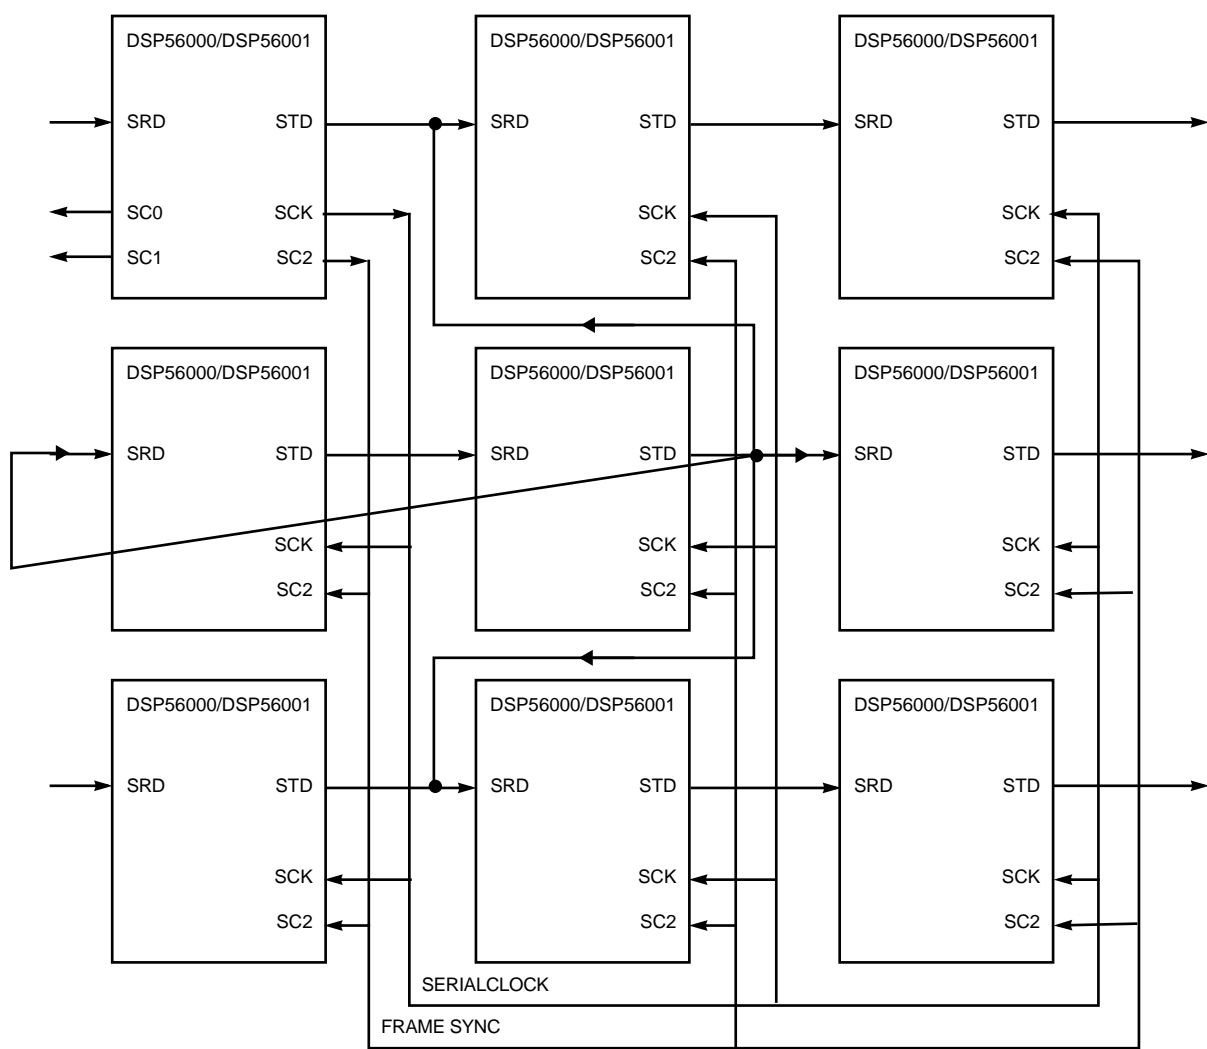 DSP56000/DSP56001 DSP56000/DSP56001 DSP56000/DSP56001
SRD STD SRD STD SRD STD
SC0 SCK SCK SCK
SC1 SC2 SC2 SC2
DSP56000/DSP56001 DSP56000/DSP56001 DSP56000/DSP56001
SRD STD SRD STD SRD STD
SCK SCK SCK
SC2 SC2 SC2
DSP56000/DSP56001 DSP56000/DSP56001 DSP56000/DSP56001
SRD STD SRD STD SRD STD
SCK SCK SCK
SC2 SC2 SC2
SERIALCLOCK
FRAME SYNC